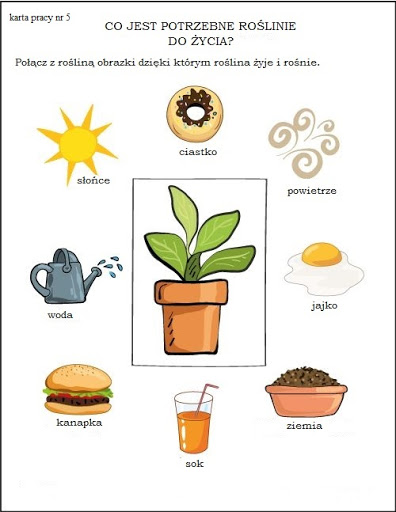 karta pracy nr 5
CO JEST POTRZEBNE ROŚLINIE
DO ŻYCIA?
Połącz z rośliną obrazki dzięki którym roślina żyje i rośnie.
ciastko
słońce
powietrze
woda
jajko
kanapka
ziemia
sok